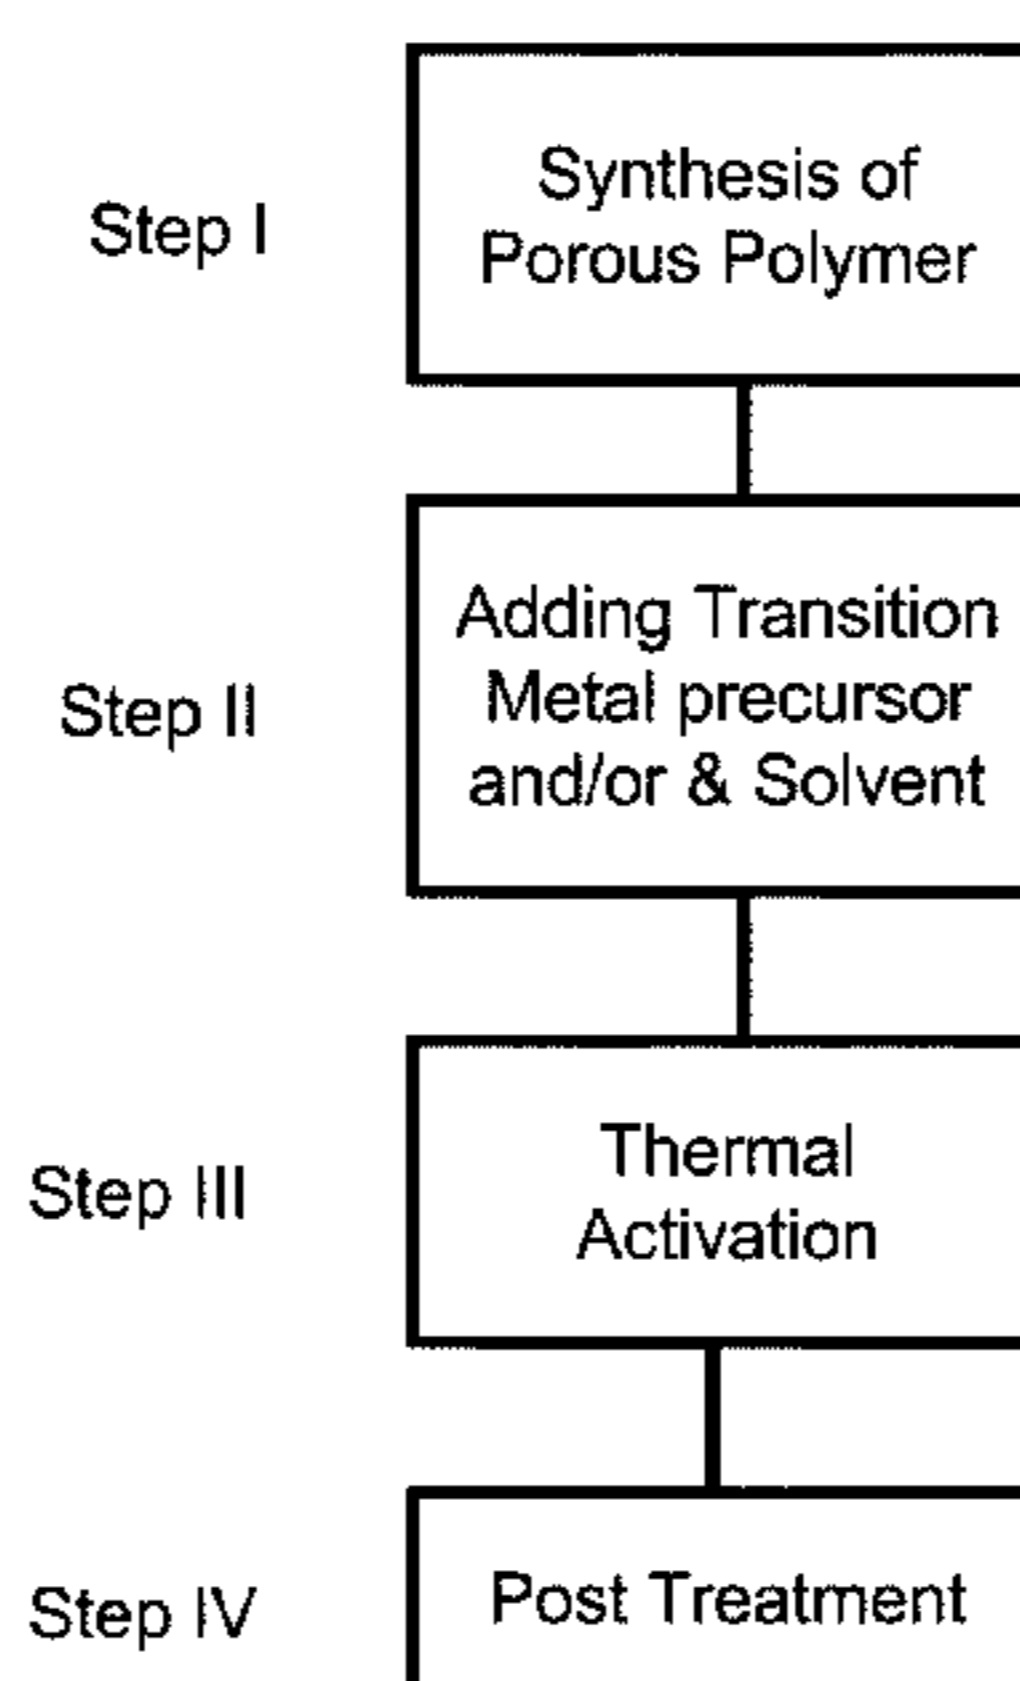 Step I
Synthesis of
Porous Polymer
Step II
Adding Transition
Metal precursor
and/or & Solvent
Step III
Thermal
Activation
Step IV
Post Treatment